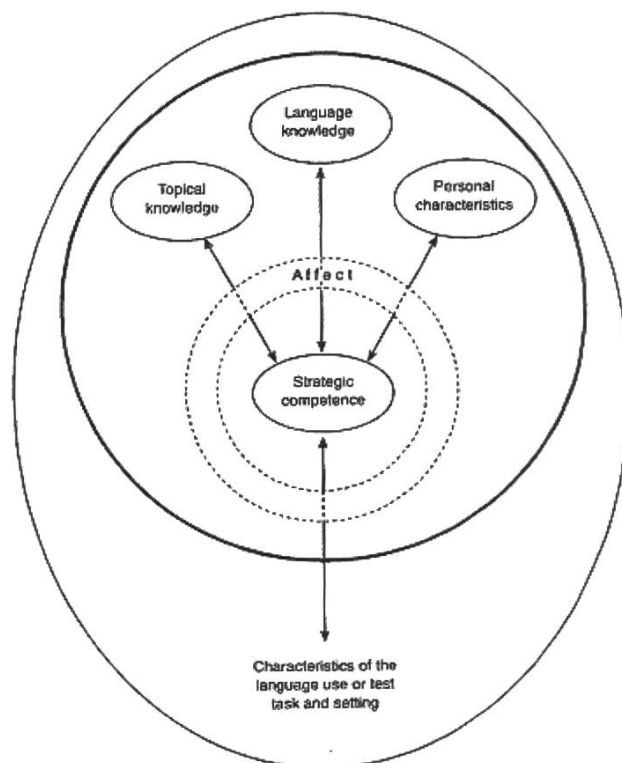 Language
knowledge
Topical
knowledge
Personal
characteristics
Affect
Strategic
competence
Characteristics of the
language use or test
task and setting